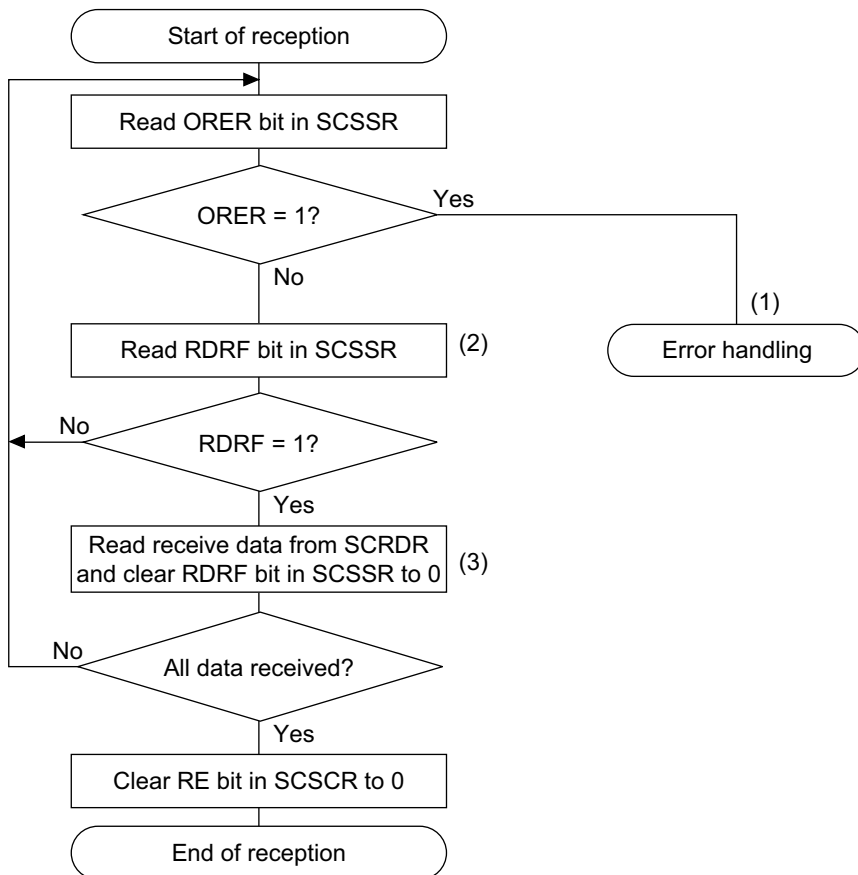 Start of reception
Read ORER bit in SCSSR
ORER = 1?
Yes
No
(1)
Error handling
Read RDRF bit in SCSSR
(2)
No
RDRF = 1?
Yes
Read receive data from SCRDR
and clear RDRF bit in SCSSR to 0
(3)
No
All data received?
Yes
Clear RE bit in SCSCR to 0
End of reception